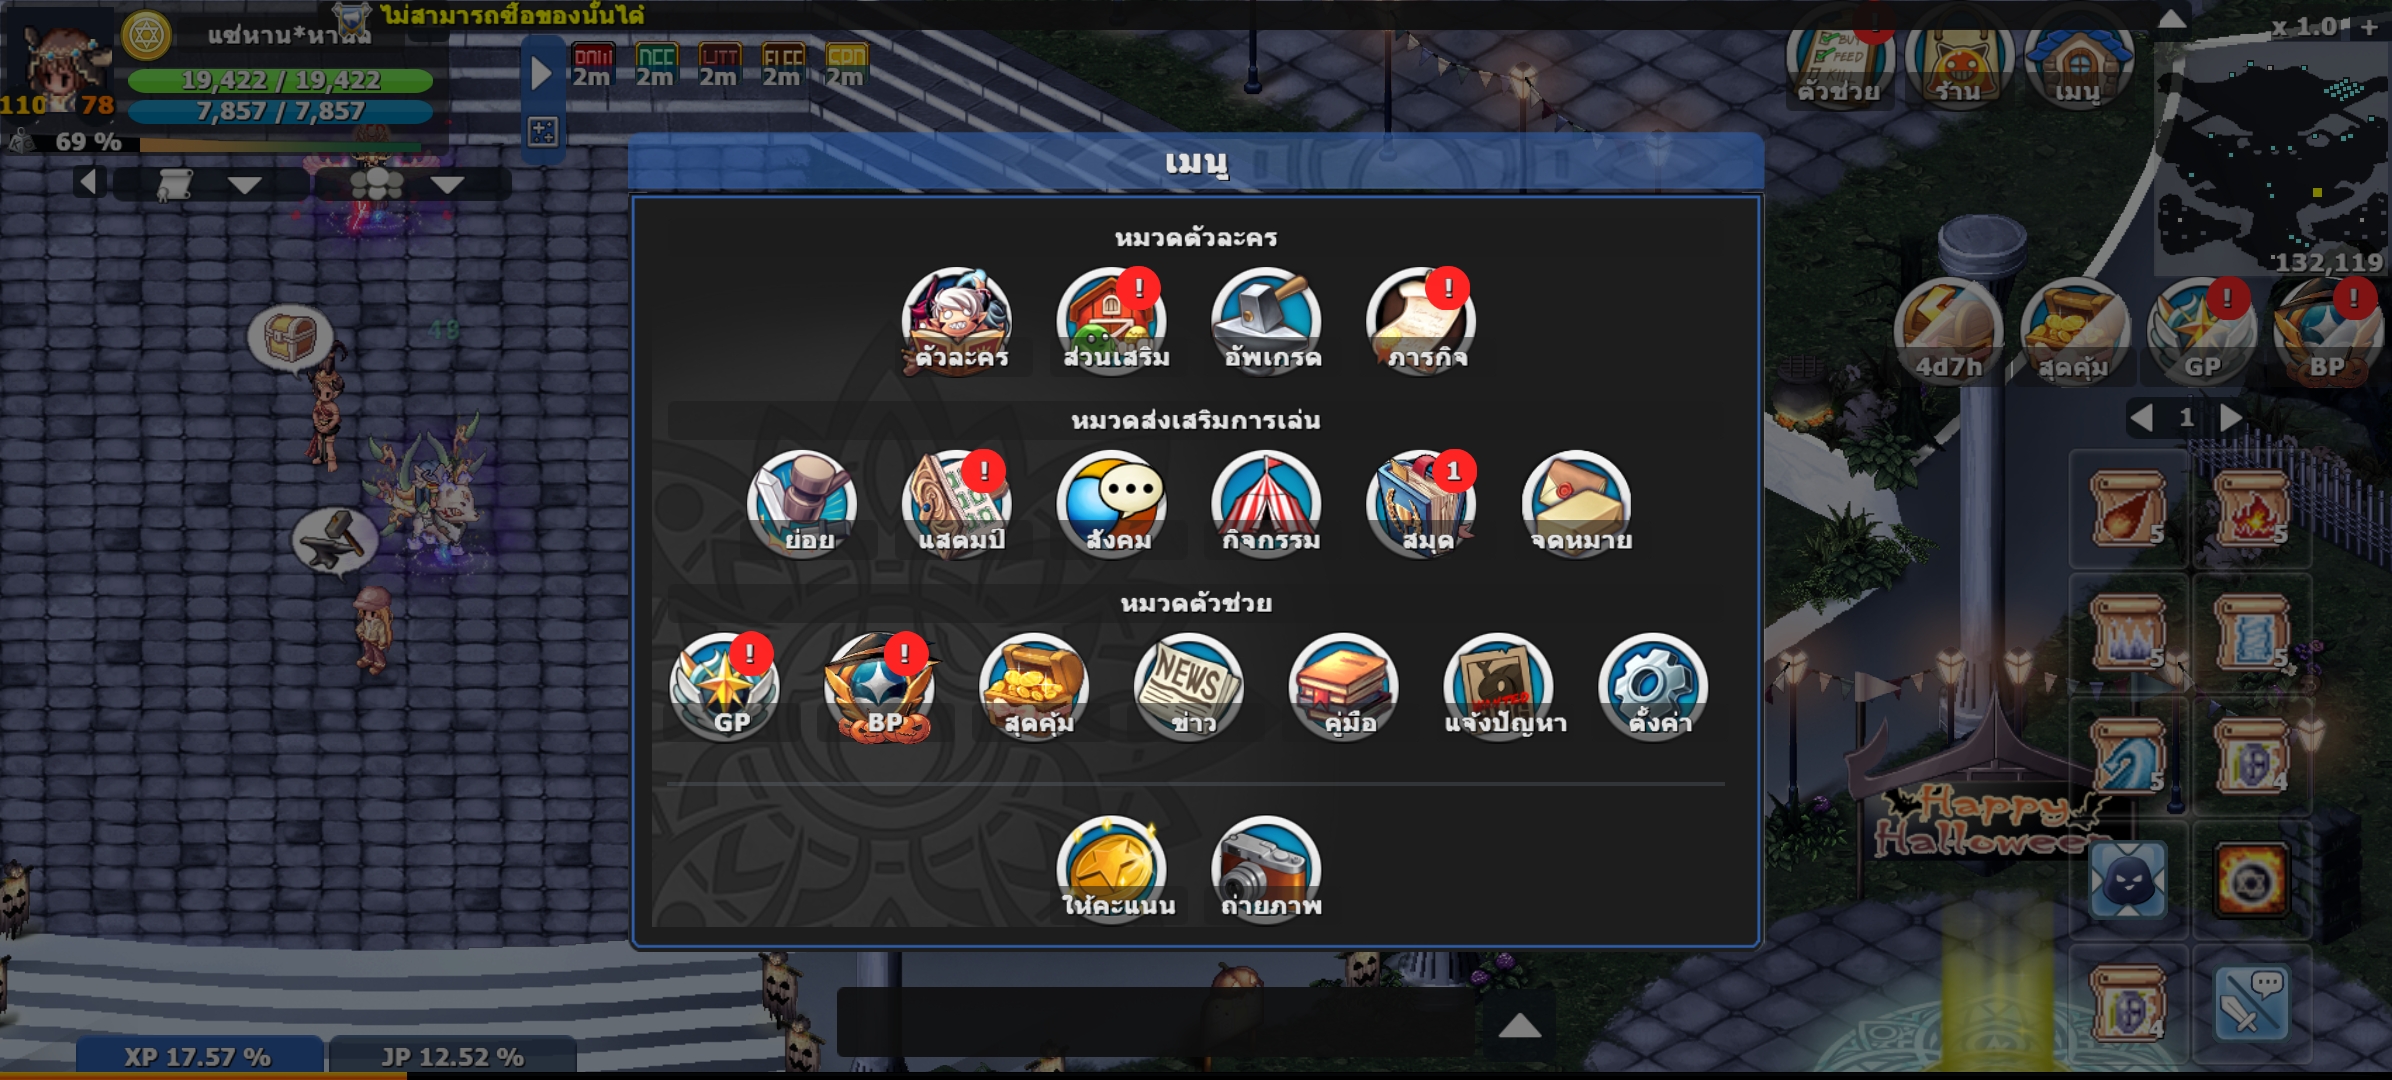 ไม่สามารถซื้อของนั้นได้
19,422 / 19,422
7,857 / 7,857
110
78
69 %
2m
2m
2m
2m
2m
ตัวช่วย
ร้าน
เมนู
x 1.0
+
132,119
4d7h
สุดคุ้ม
GP
BP
1
เมนู
หมวดตัวละคร
ตัวละคร
ส่วนเสริม
อัพเกรด
ภารกิจ
หมวดส่งเสริมการเล่น
1
ย่อย
แสตมป์
สังคม
กิจกรรม
สมุด
จดหมาย
หมวดตัวช่วย
GP
BP
สุดคุ้ม
NEWS
ข่าว
คู่มือ
แจ้งปัญหา
ตั้งค่า
ให้คะแนน
ถ่ายภาพ
48
5
5
5
5
5
4
4
Happy
Halloween
XP 17.57 %
JP 12.52 %